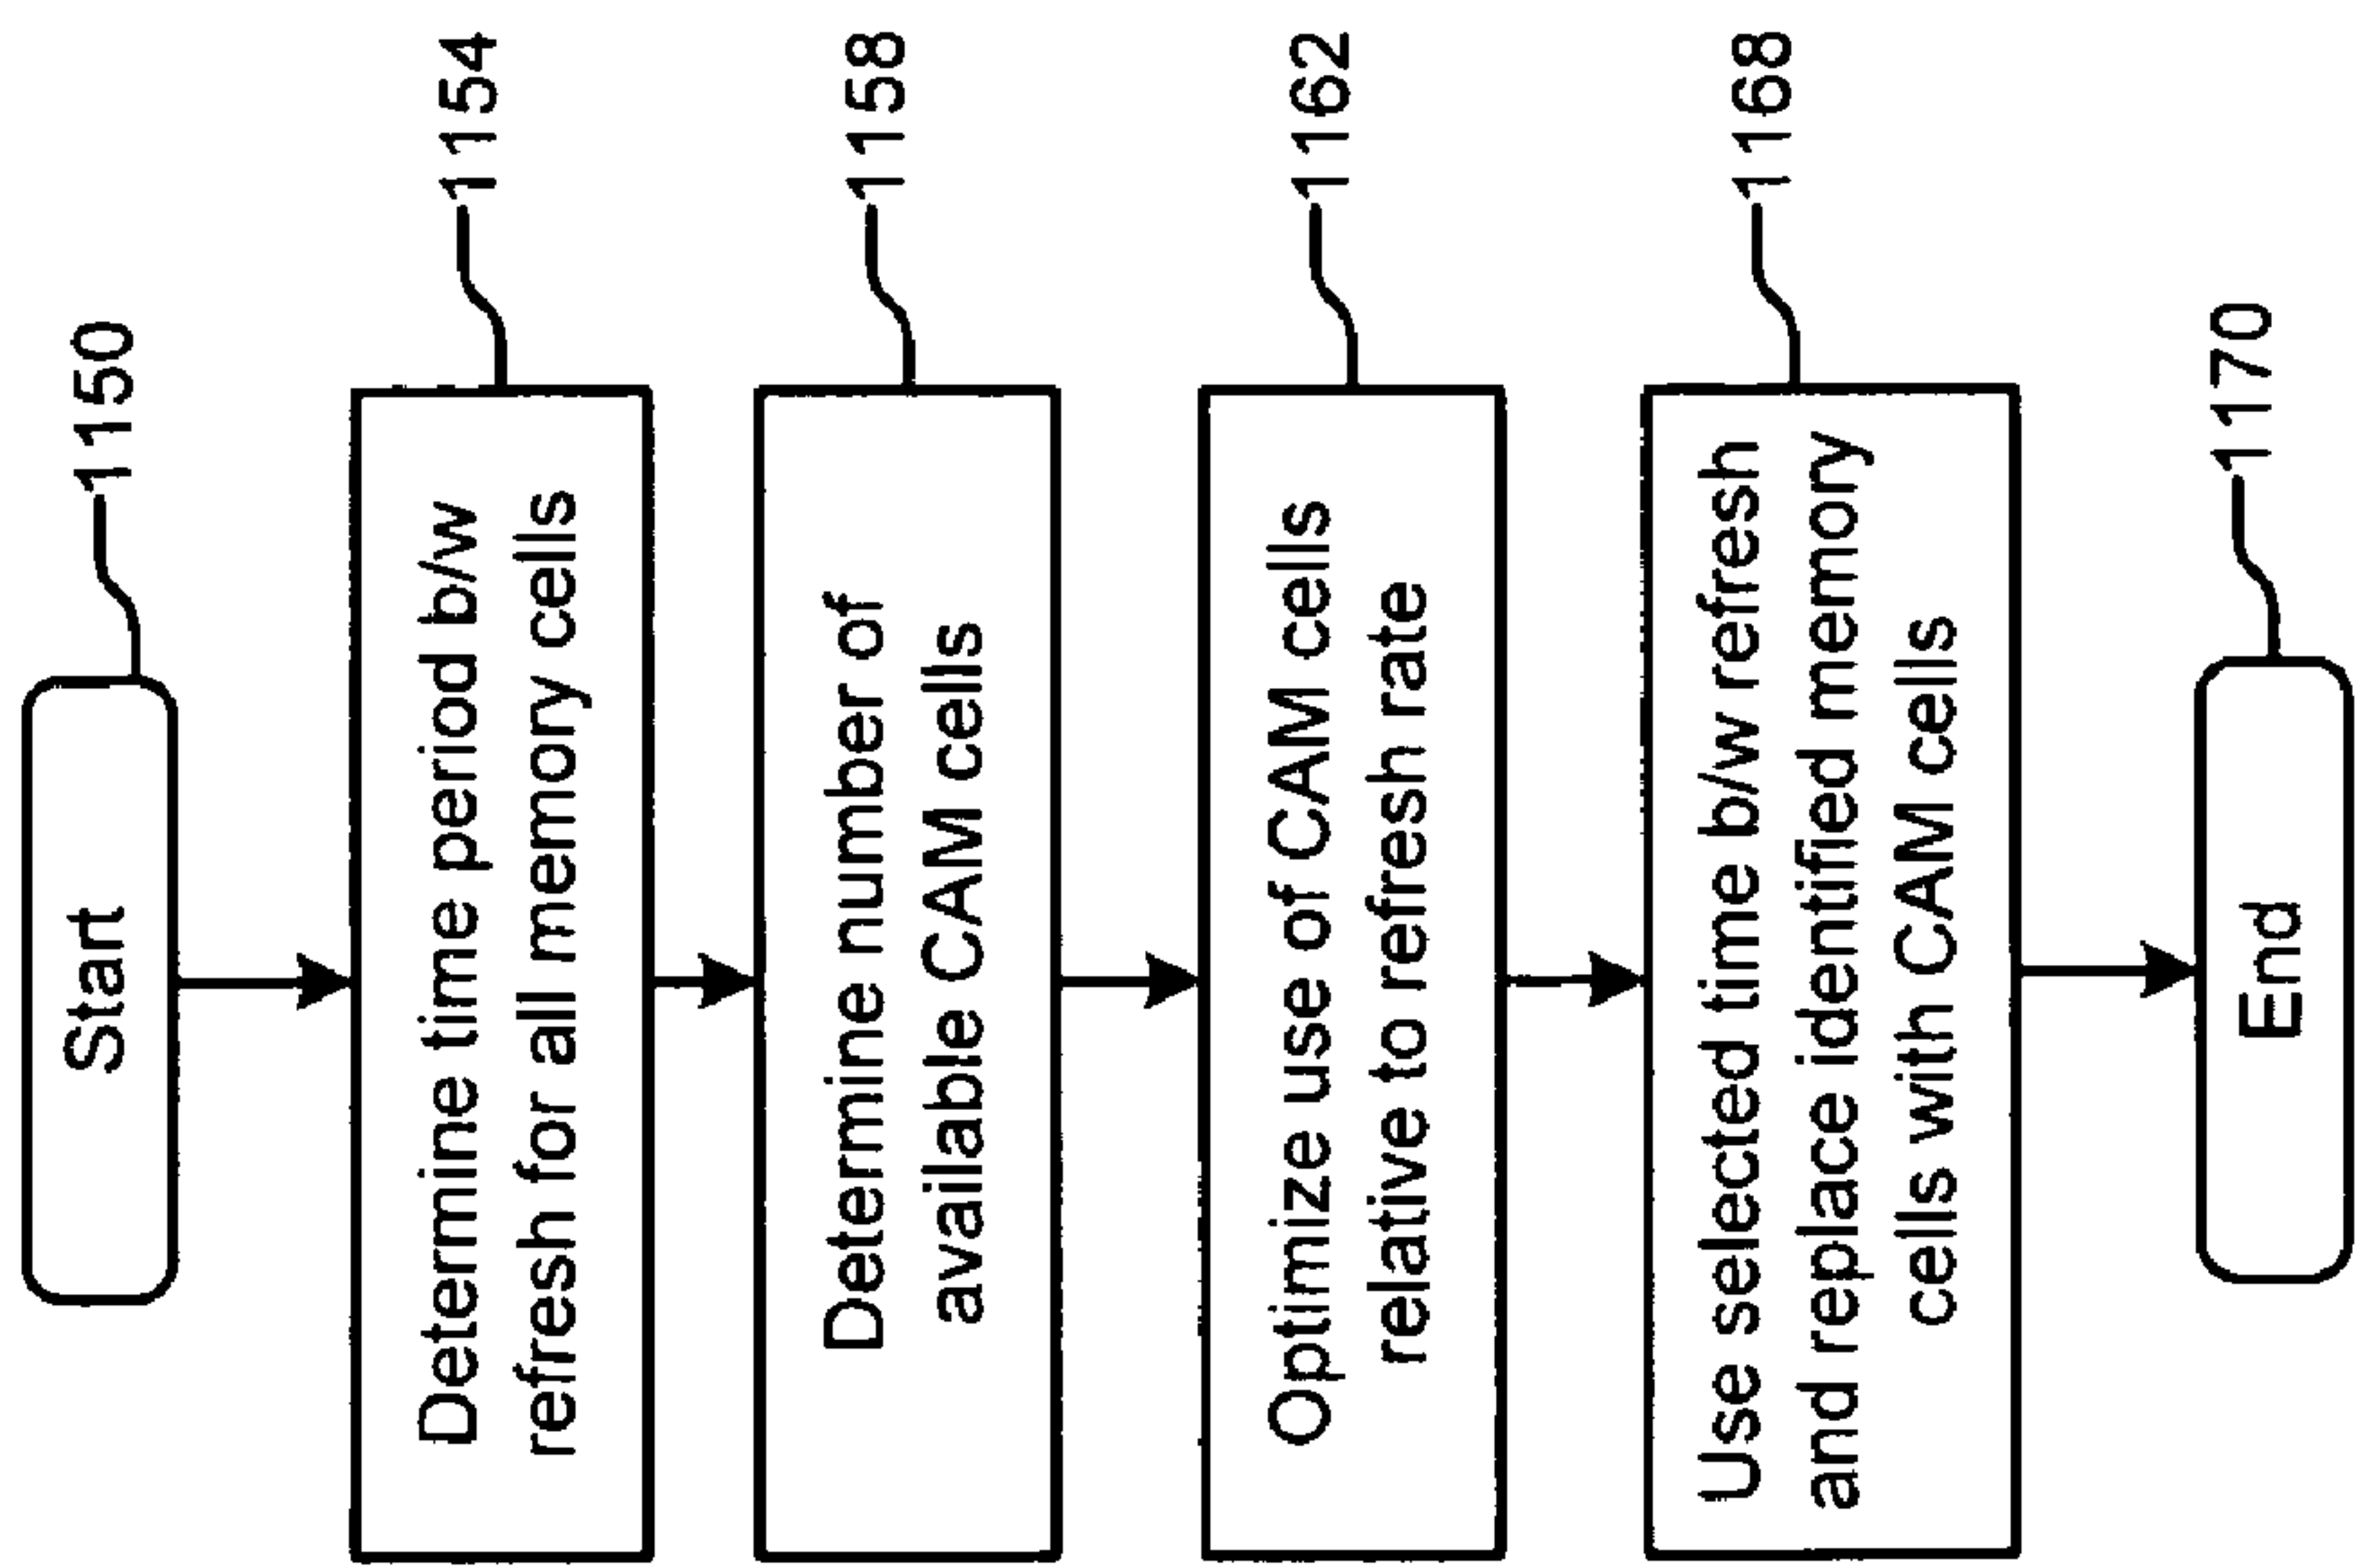 Start
1150
Determine time period b/w
refresh for all memory cells
1154
Determine number of
available CAM cells
1158
Optimize use of CAM cells
relative to refresh rate
1162
Use selected time b/w refresh
and replace identified memory
cells with CAM cells
1168
End
1170